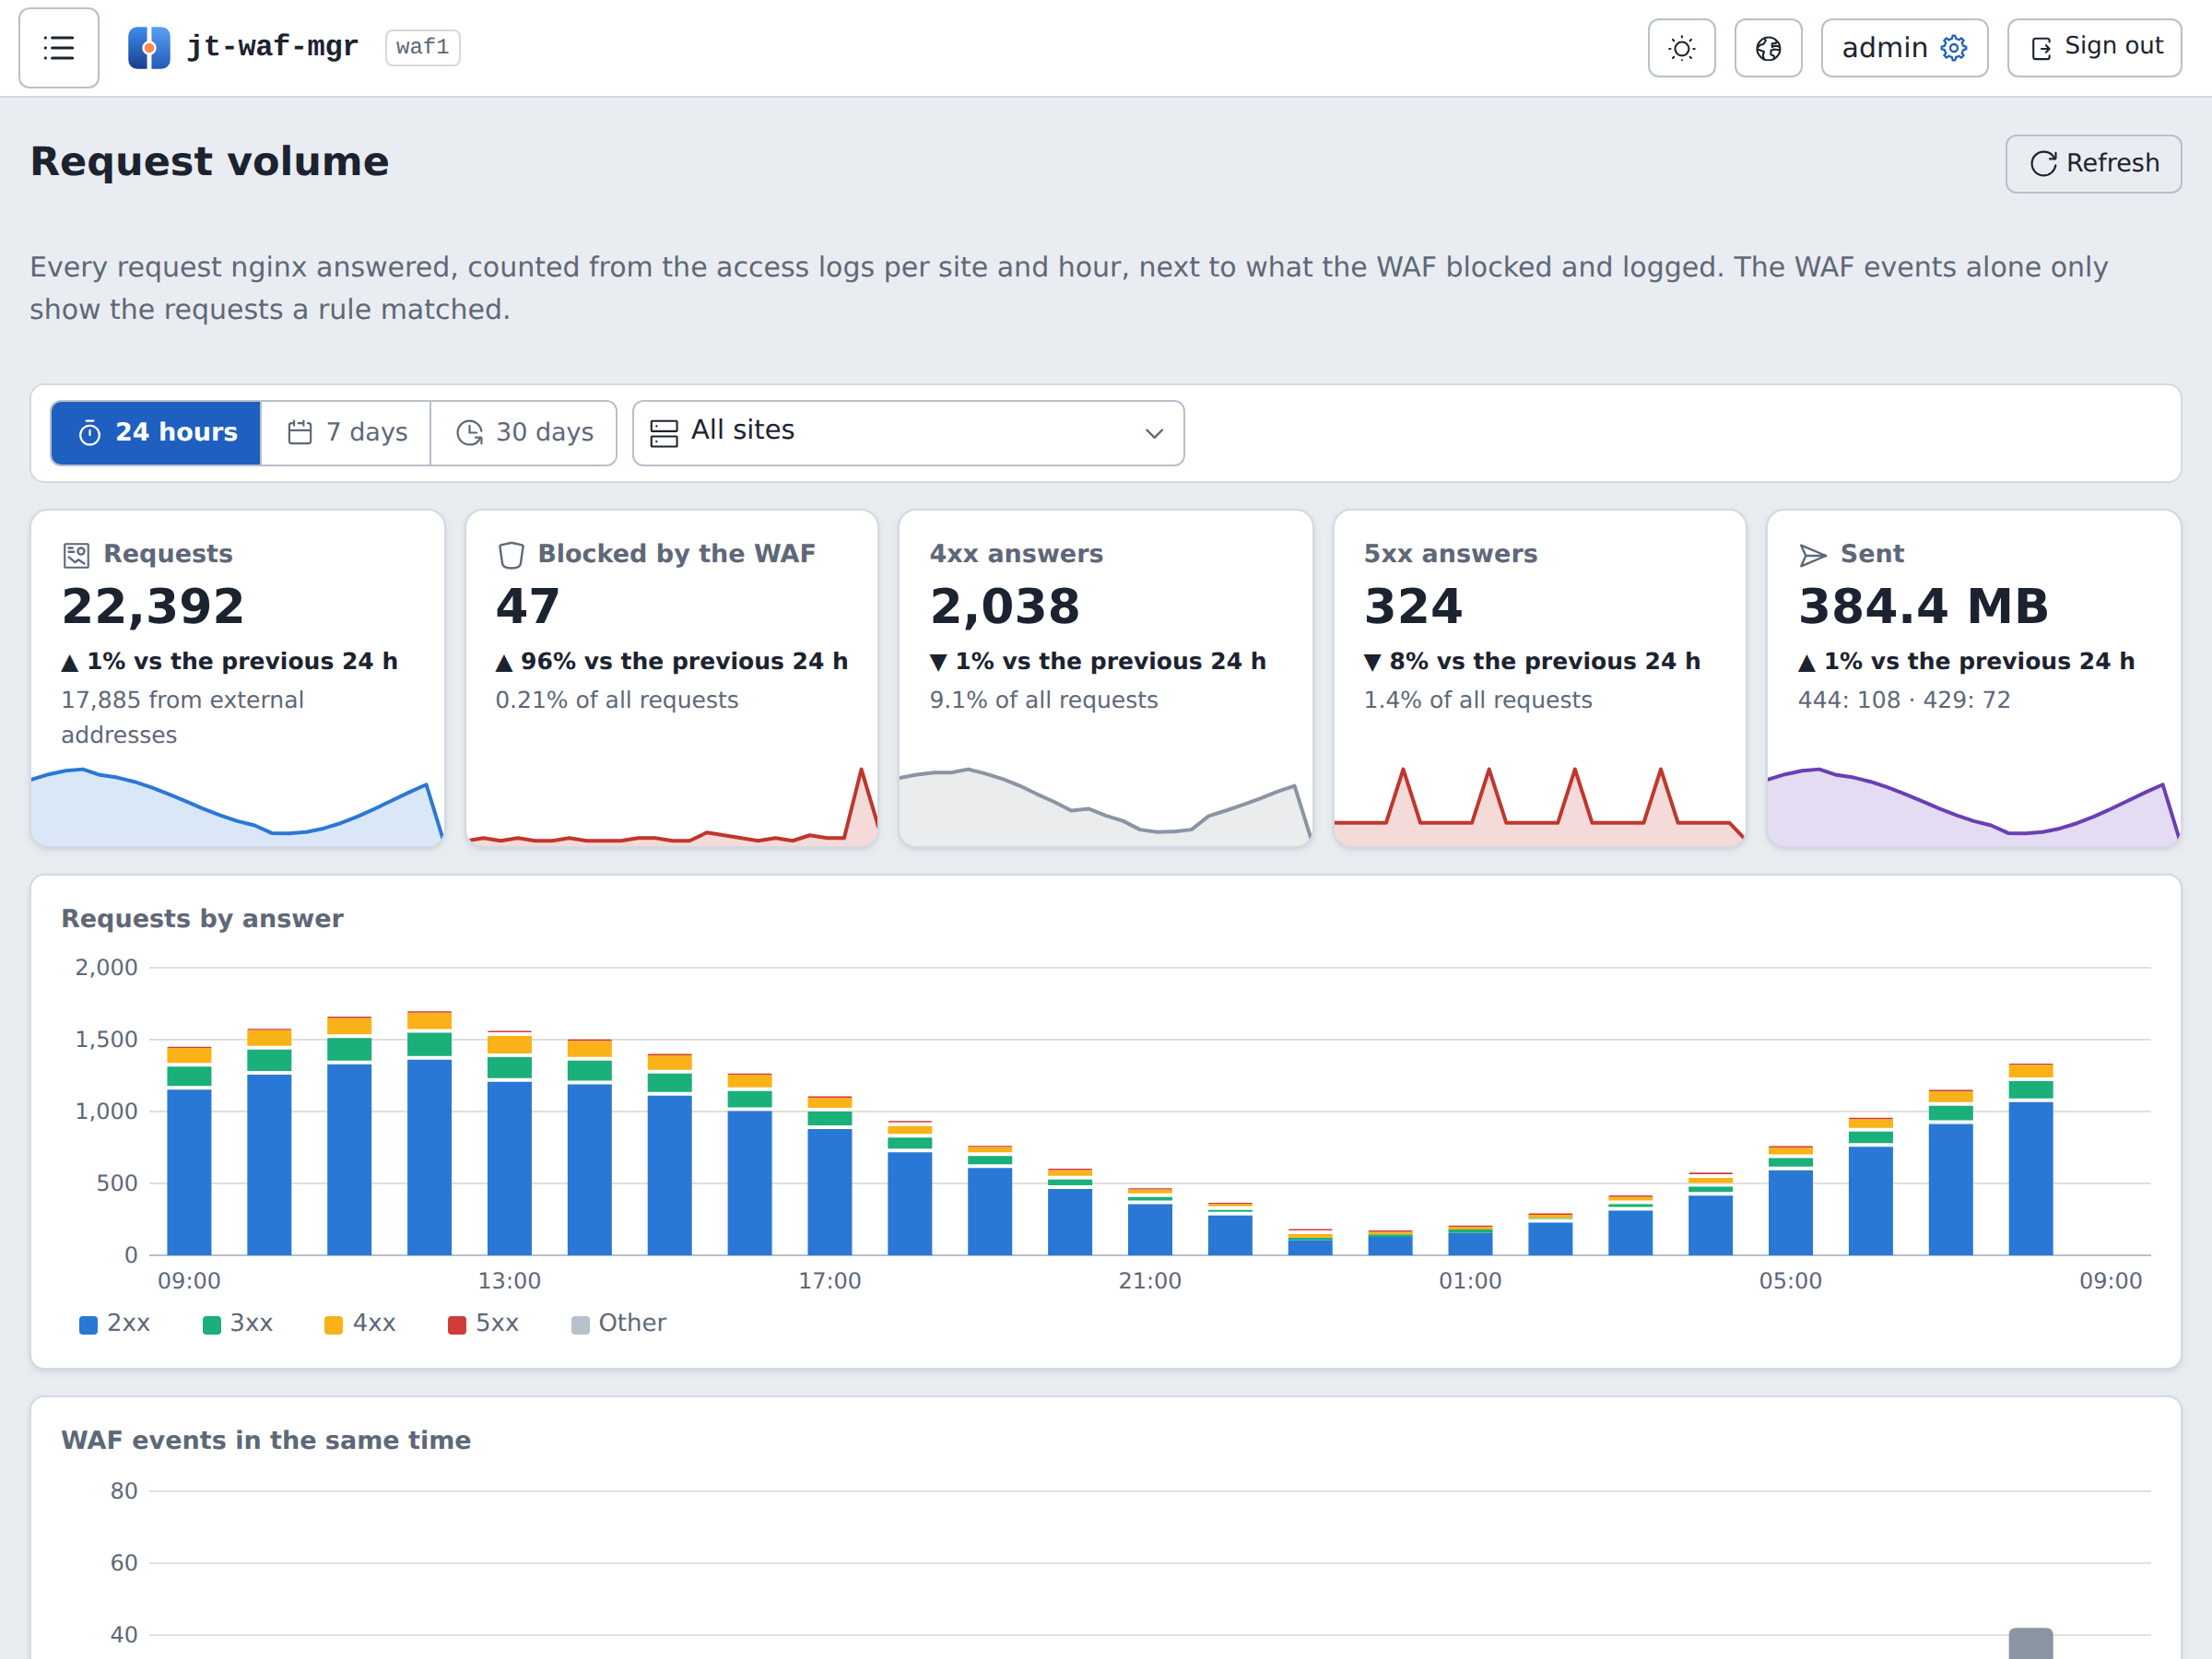 jt-waf-mgr waf1 admin Sign out
Request volume
Refresh
Every request nginx answered, counted from the access logs per site and hour, next to what the WAF blocked and logged. The WAF events alone only
show the requests a rule matched.
24 hours 7 days 30 days All sites
Requests
22,392
▲ 1% vs the previous 24 h
17,885 from external
addresses
Blocked by the WAF
47
▲ 96% vs the previous 24 h
0.21% of all requests
4xx answers
2,038
▼ 1% vs the previous 24 h
9.1% of all requests
5xx answers
324
▼ 8% vs the previous 24 h
1.4% of all requests
Sent
384.4 MB
▲ 1% vs the previous 24 h
444: 108 · 429: 72
Requests by answer
2,000
1,500
1,000
500
0
09:00 13:00 17:00 21:00 01:00 05:00 09:00
2xx 3xx 4xx 5xx Other
WAF events in the same time
80
60
40